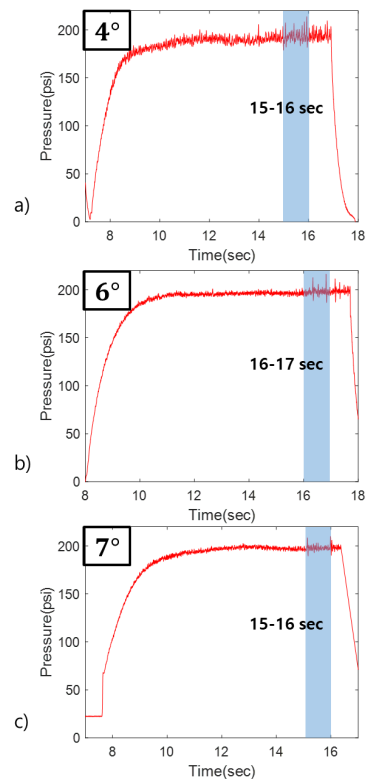 4°
200
150
100
50
0
Pressure(psi)
15-16 sec
8 10 12 14 16 18
Time(sec)
a)
6°
200
150
100
50
0
Pressure(psi)
16-17 sec
8 10 12 14 16 18
Time(sec)
b)
7°
200
150
100
50
0
Pressure(psi)
15-16 sec
8 10 12 14 16
Time(sec)
c)